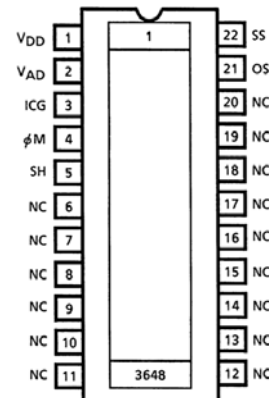 VDD 1 1 22 SS
VAD 2 21 OS
ICG 3 20 NC
ϕM 4 19 NC
SH 5 18 NC
NC 6 17 NC
NC 7 16 NC
NC 8 15 NC
NC 9 14 NC
NC 10 13 NC
NC 11 3648 12 NC